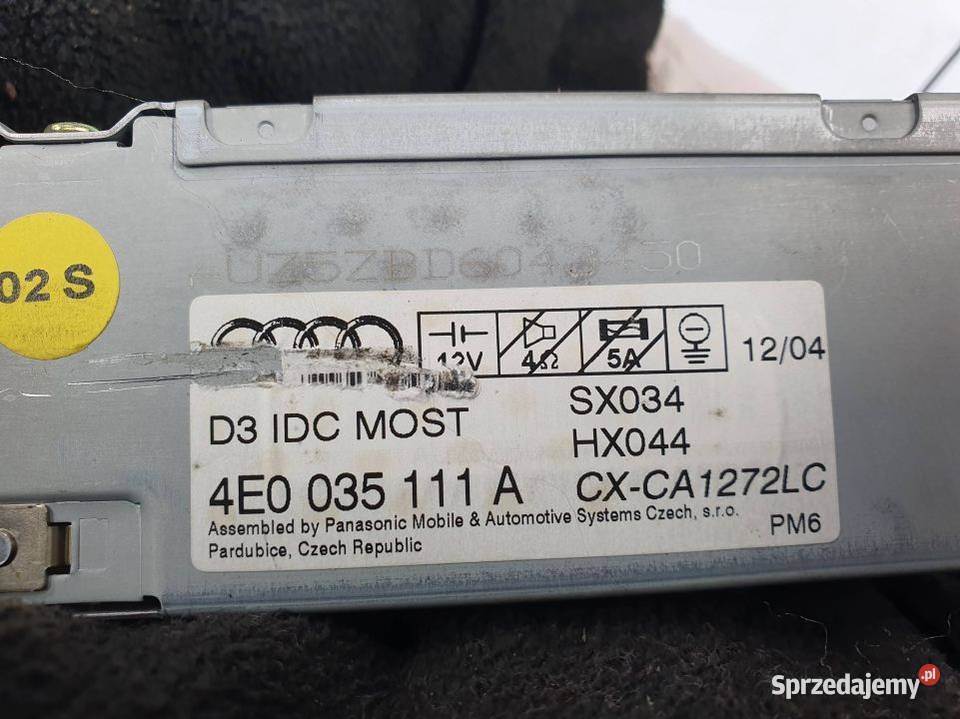 UZ5ZBD6043450
02 S
12V
4Ω
5A
12/04
D3 IDC MOST
SX034
HX044
4E0 035 111 A
CX-CA1272LC
Assembled by Panasonic Mobile & Automotive Systems Czech, s.r.o.
Pardubice, Czech Republic
PM6
Sprzedajemy.pl